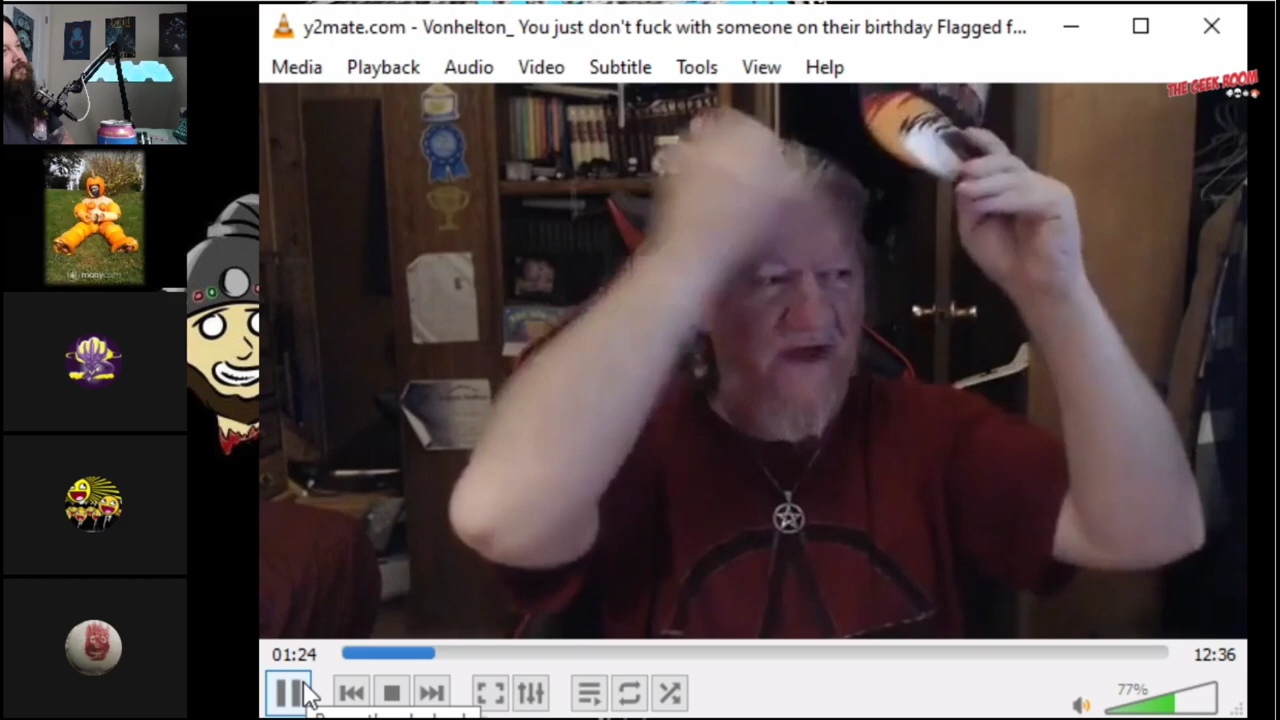 y2mate.com - Vonhelton_ You just don't fuck with someone on their birthday Flagged f...
Media Playback Audio Video Subtitle Tools View Help
THE GEEK ROOM
01:24
12:36
77%